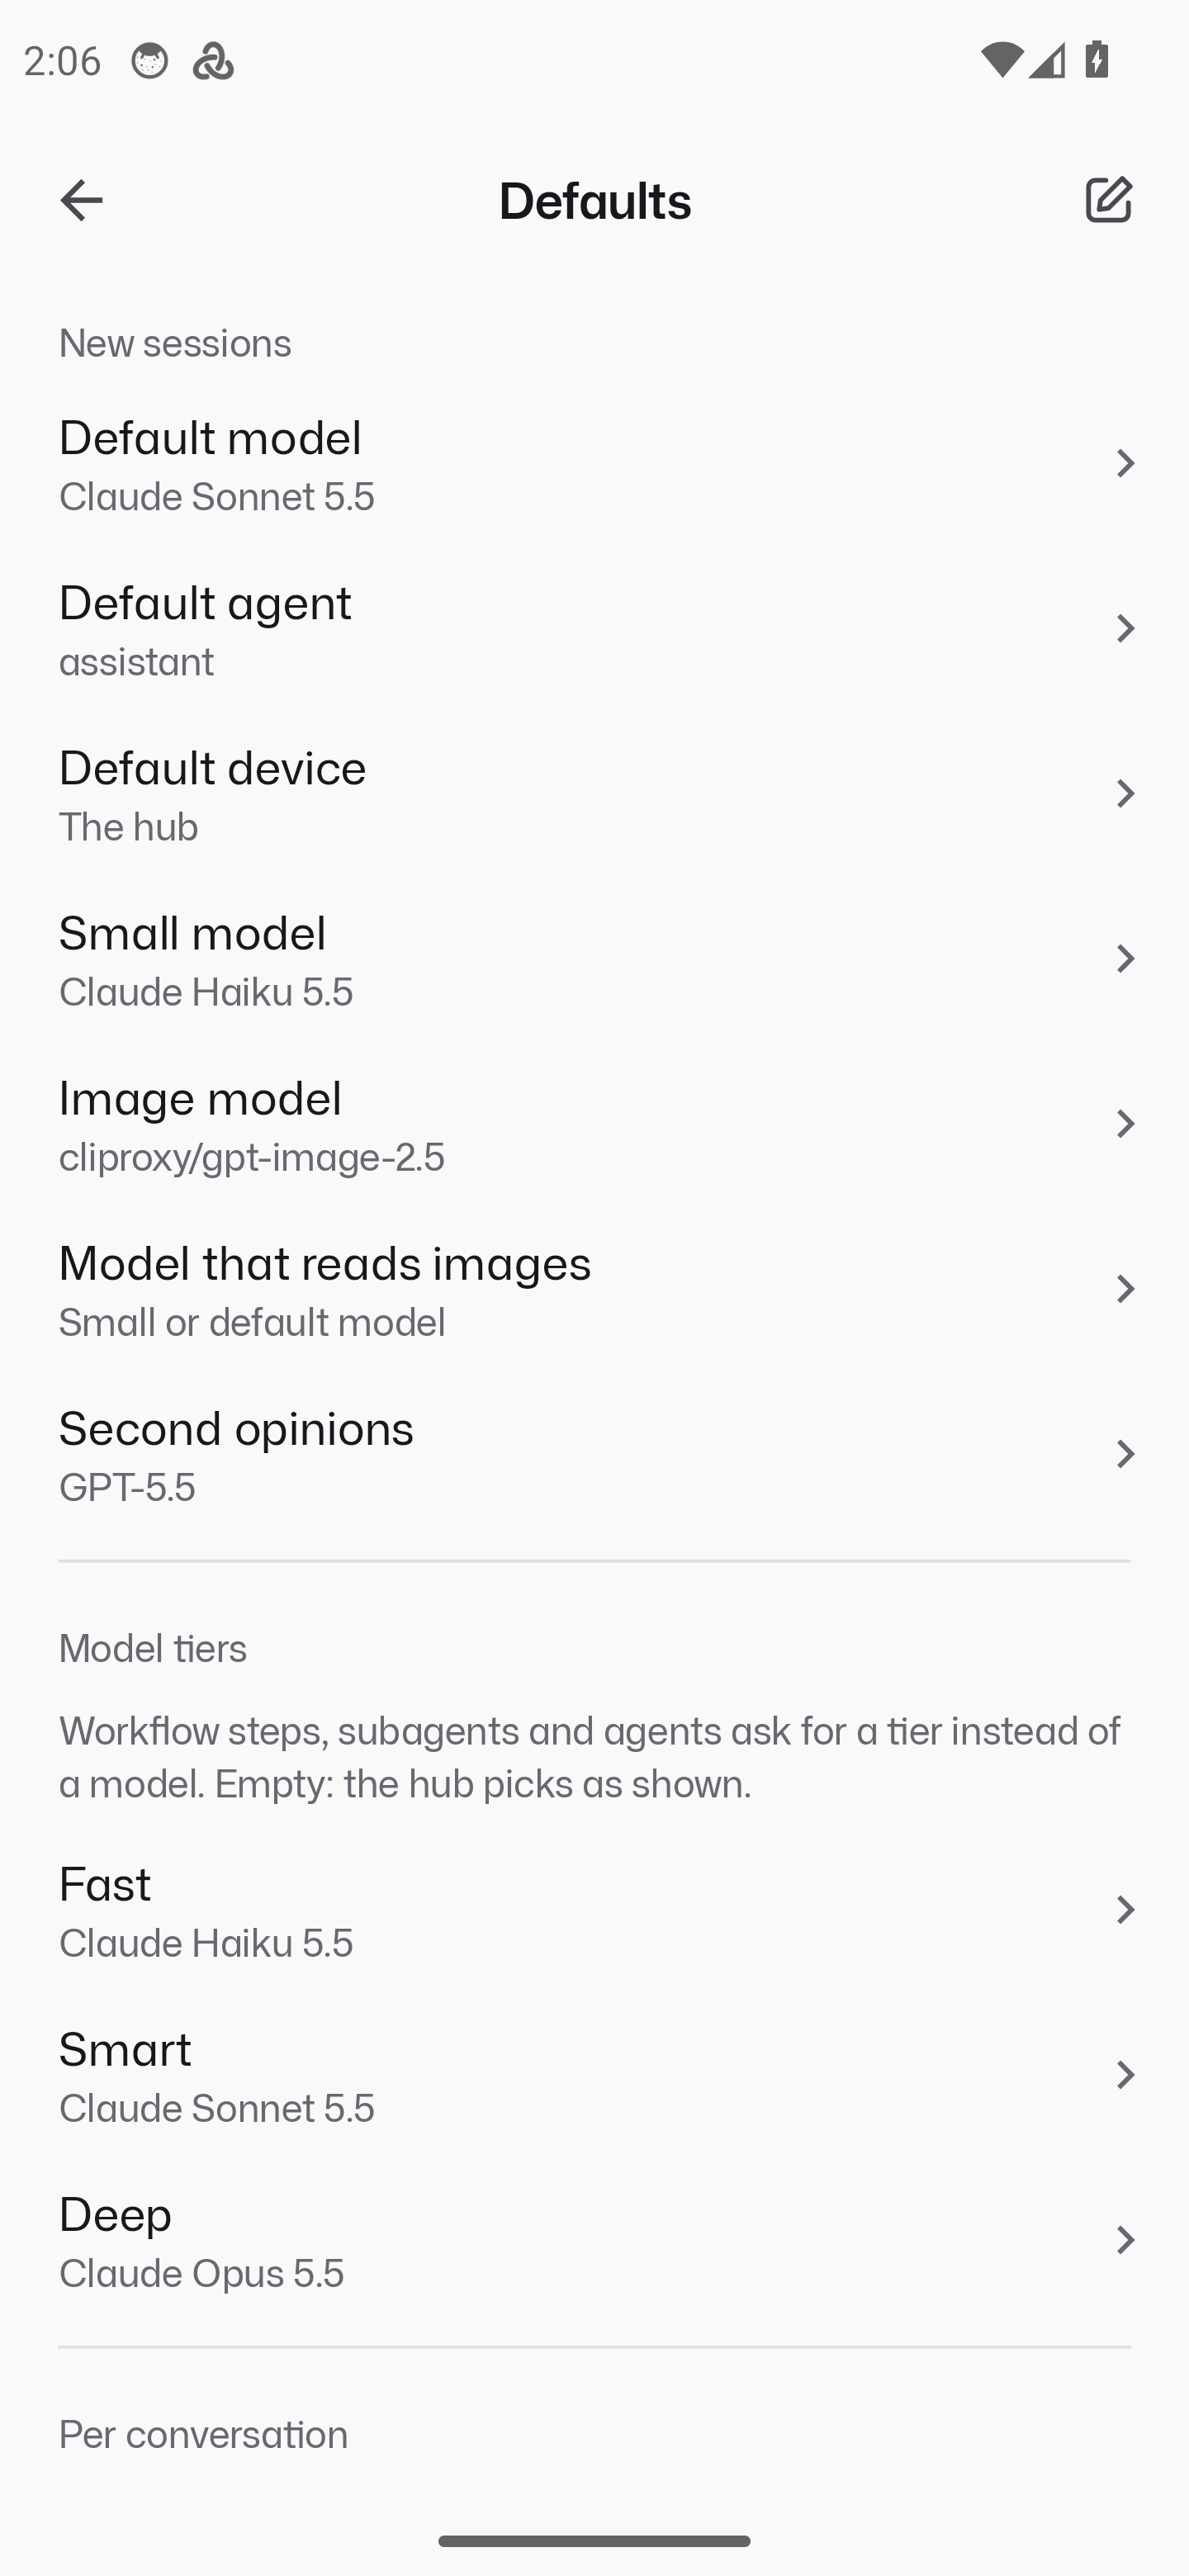 2:06
Defaults
New sessions
Default model
Claude Sonnet 5.5
Default agent
assistant
Default device
The hub
Small model
Claude Haiku 5.5
Image model
cliproxy/gpt-image-2.5
Model that reads images
Small or default model
Second opinions
GPT-5.5
Model tiers
Workflow steps, subagents and agents ask for a tier instead of
a model. Empty: the hub picks as shown.
Fast
Claude Haiku 5.5
Smart
Claude Sonnet 5.5
Deep
Claude Opus 5.5
Per conversation